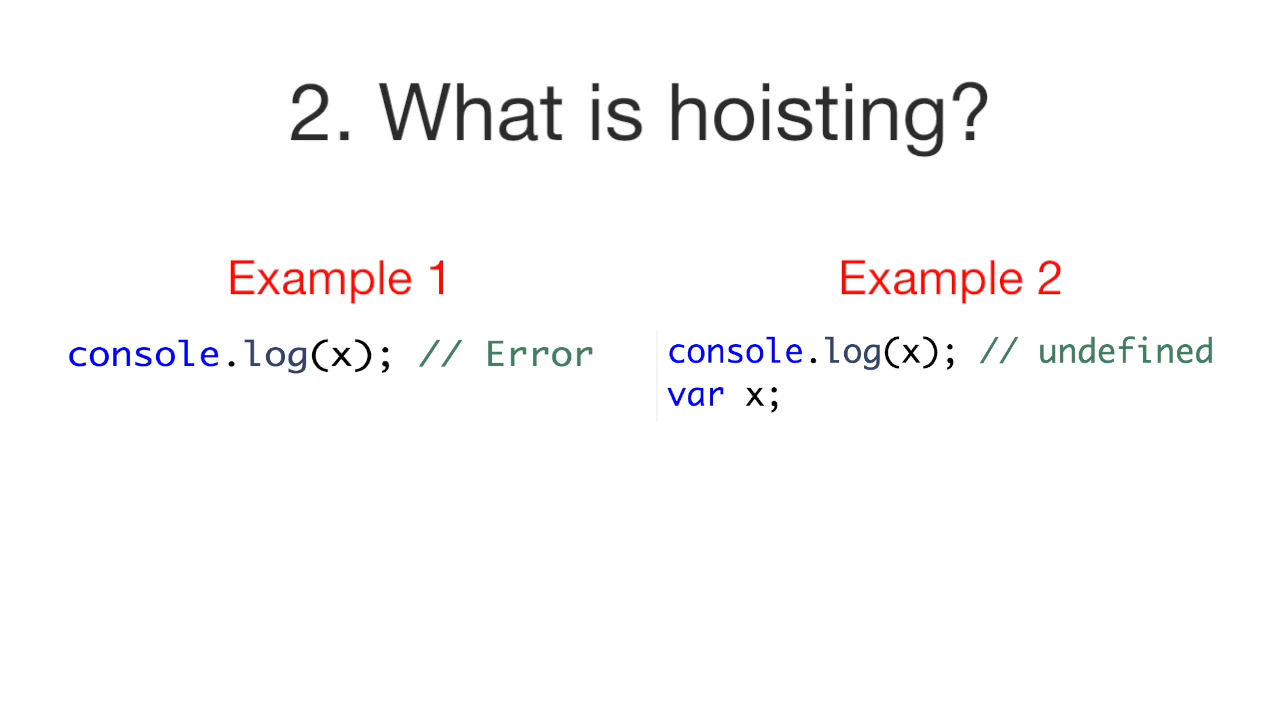 2. What is hoisting?
Example 1
console.log(x); // Error
Example 2
console.log(x); // undefined
var x;